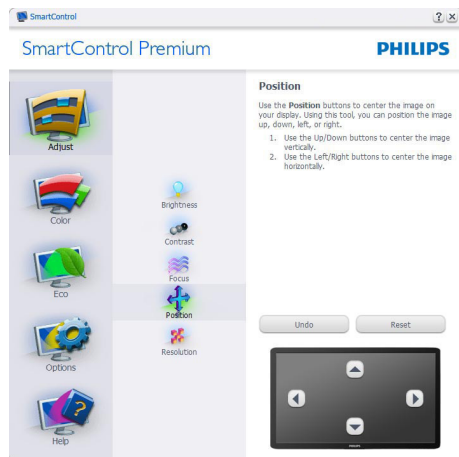 SmartControl
? ×
SmartControl Premium
PHILIPS
Adjust
Color
Eco
Options
Help
Brightness
Contrast
Focus
Position
Resolution
Position
Use the Position buttons to center the image on
your display. Using this tool, you can position the image
up, down, left, or right.
1. Use the Up/Down buttons to center the image
vertically.
2. Use the Left/Right buttons to center the image
horizontally.
Undo
Reset
PHILIPS